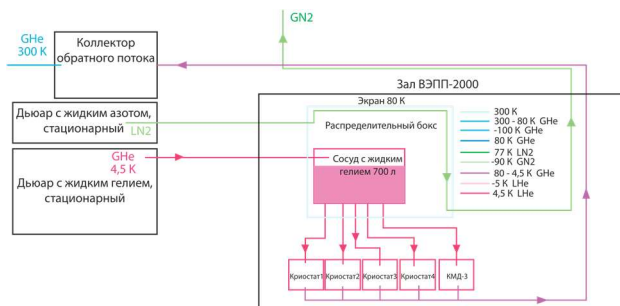 GN2
GHe
300 K
Коллектор
обратного потока
Зал ВЭПП-2000
Экран 80 К
Дьюар с жидким азотом,
стационарный
LN2
Распределительный бокс
300 K
300 - 80 K GHe
-100 K GHe
80 K GHe
77 K LN2
-90 K GN2
80 - 4,5 K GHe
-5 K LHe
4,5 K LHe
GHe
4,5 K
Дьюар с жидким гелием,
стационарный
Сосуд с жидким
гелием 700 л
Криостат1
Криостат2
Криостат3
Криостат4
КМД-3